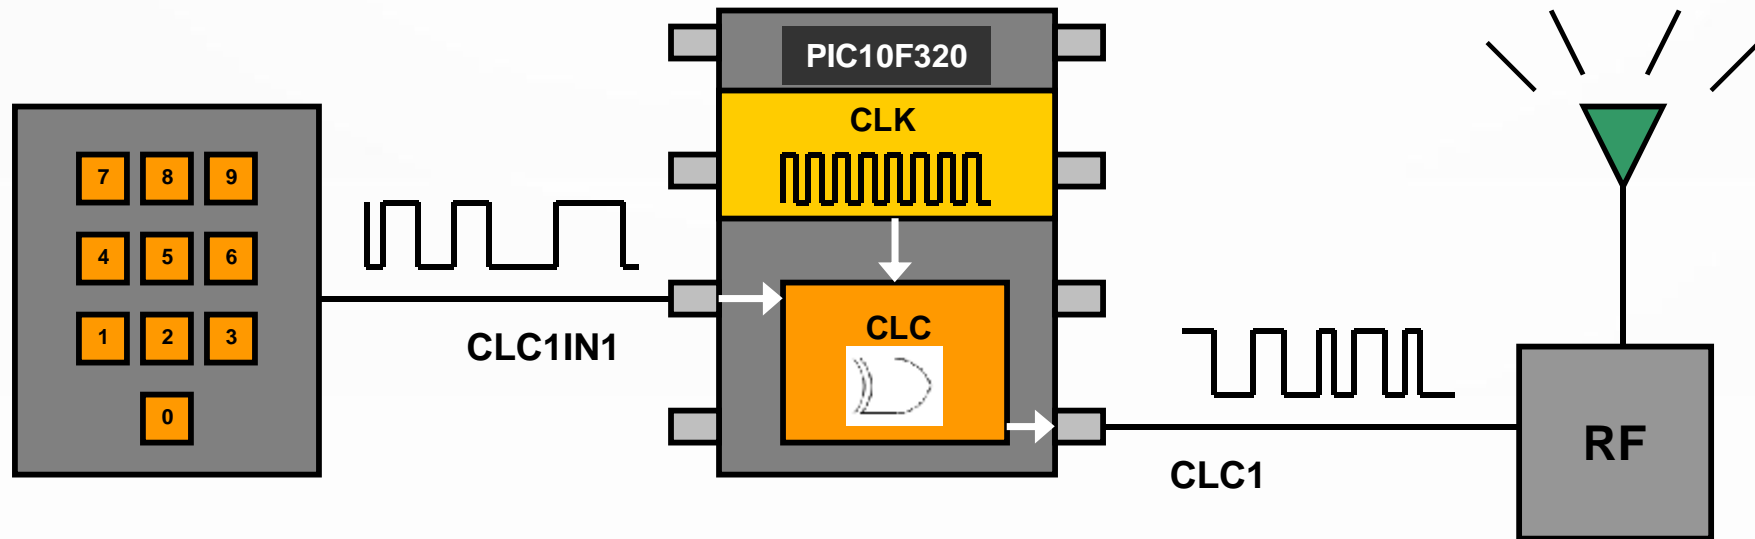 7 8 9
4 5 6
1 2 3
0
CLC1IN1
PIC10F320
CLK
CLC
CLC1
RF